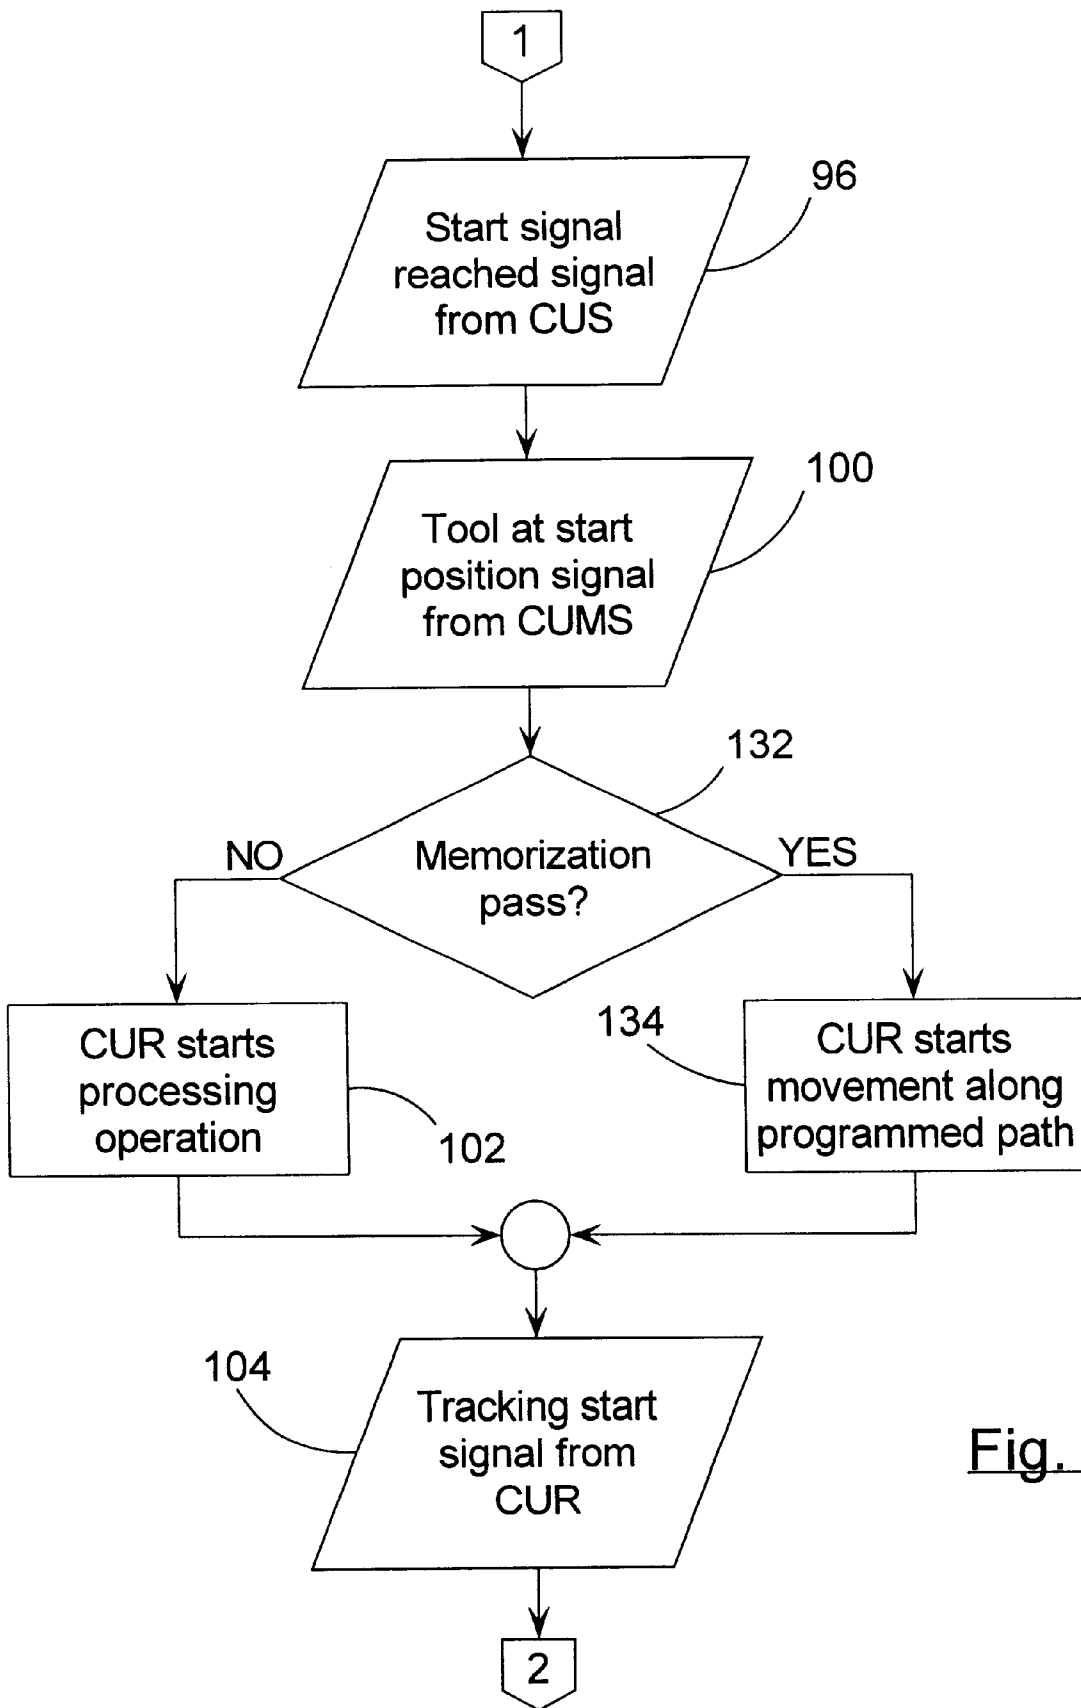 1
96
Start signal
reached signal
from CUS
100
Tool at start
position signal
from CUMS
132
NO
Memorization
pass?
YES
CUR starts
processing
operation
102
134
CUR starts
movement along
programmed path
104
Tracking start
signal from
CUR
Fig.
2